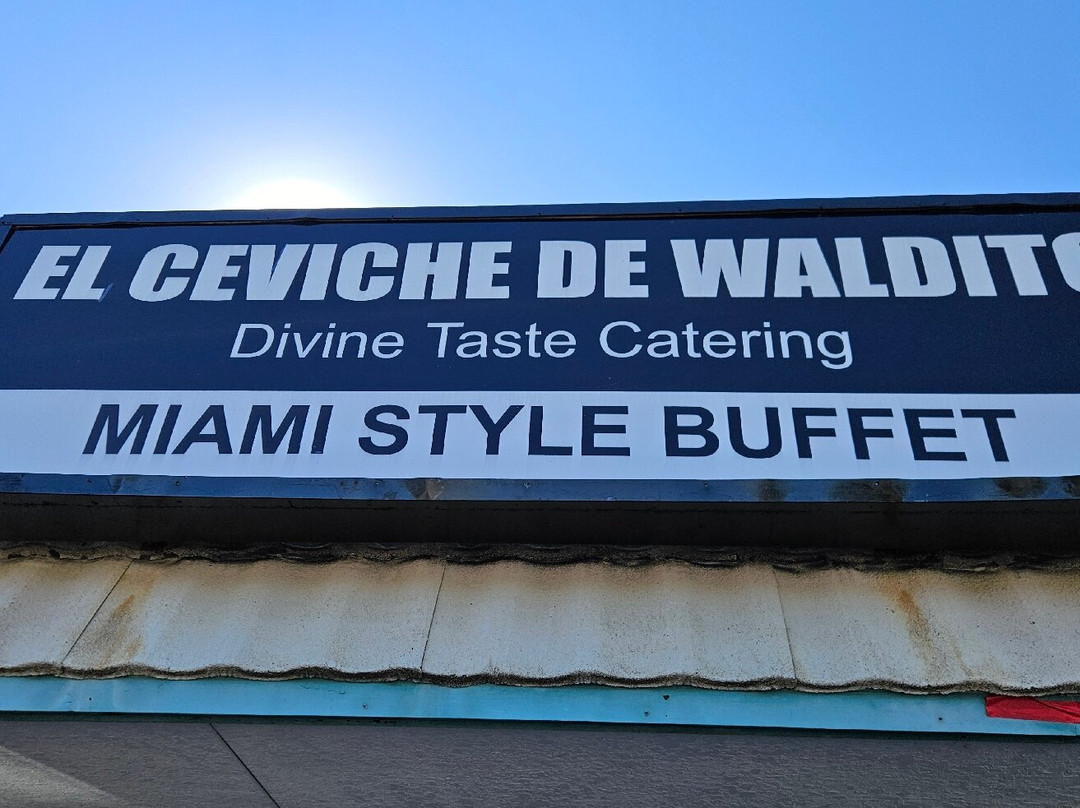 EL CEVICHE DE WALDITO
Divine Taste Catering
MIAMI STYLE BUFFET